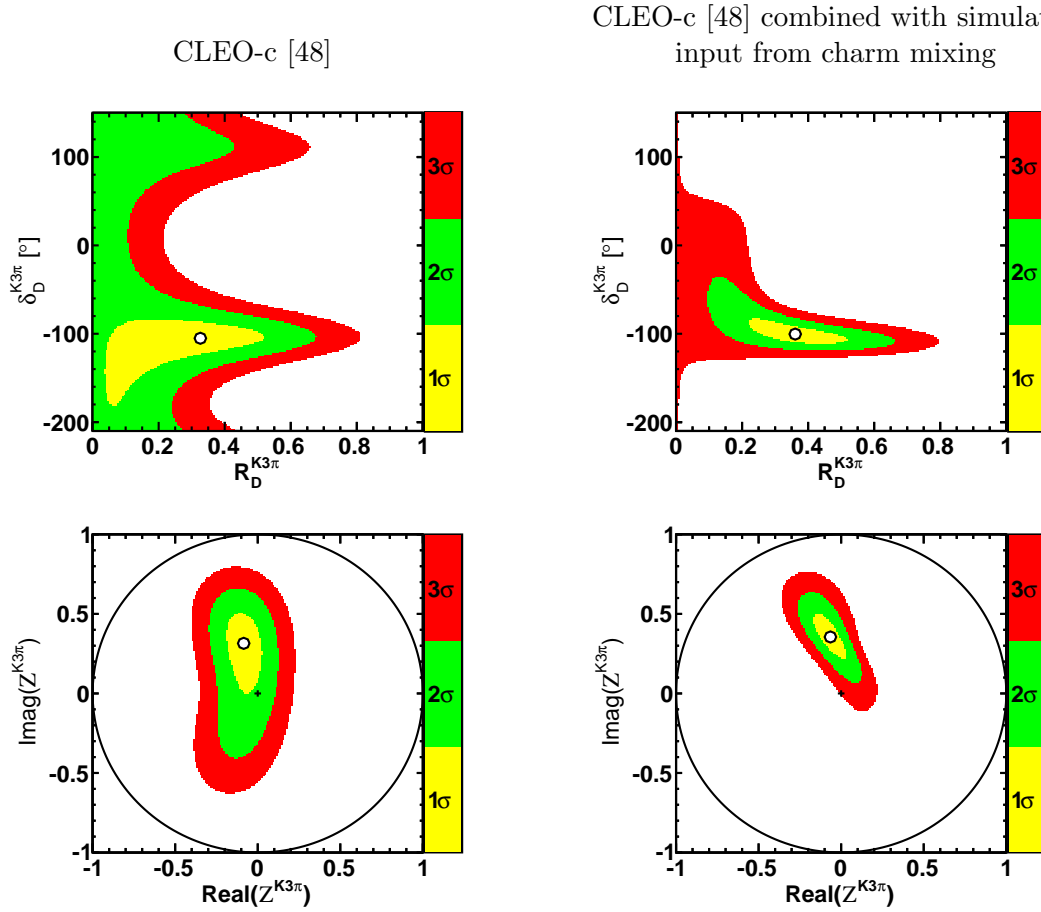 CLEO-c [48]
CLEO-c [48] combined with simulat
input from charm mixing
δ_D^{K3π} [°]
100
0
-100
-200
0 0.2 0.4 0.6 0.8 1
R_D^{K3π}
3σ
2σ
1σ
δ_D^{K3π} [°]
100
0
-100
-200
0 0.2 0.4 0.6 0.8 1
R_D^{K3π}
3σ
2σ
1σ
Imag(Z^{K3π})
1
0.5
0
-0.5
-1
-1 -0.5 0 0.5 1
Real(Z^{K3π})
3σ
2σ
1σ
Imag(Z^{K3π})
1
0.5
0
-0.5
-1
-1 -0.5 0 0.5 1
Real(Z^{K3π})
3σ
2σ
1σ